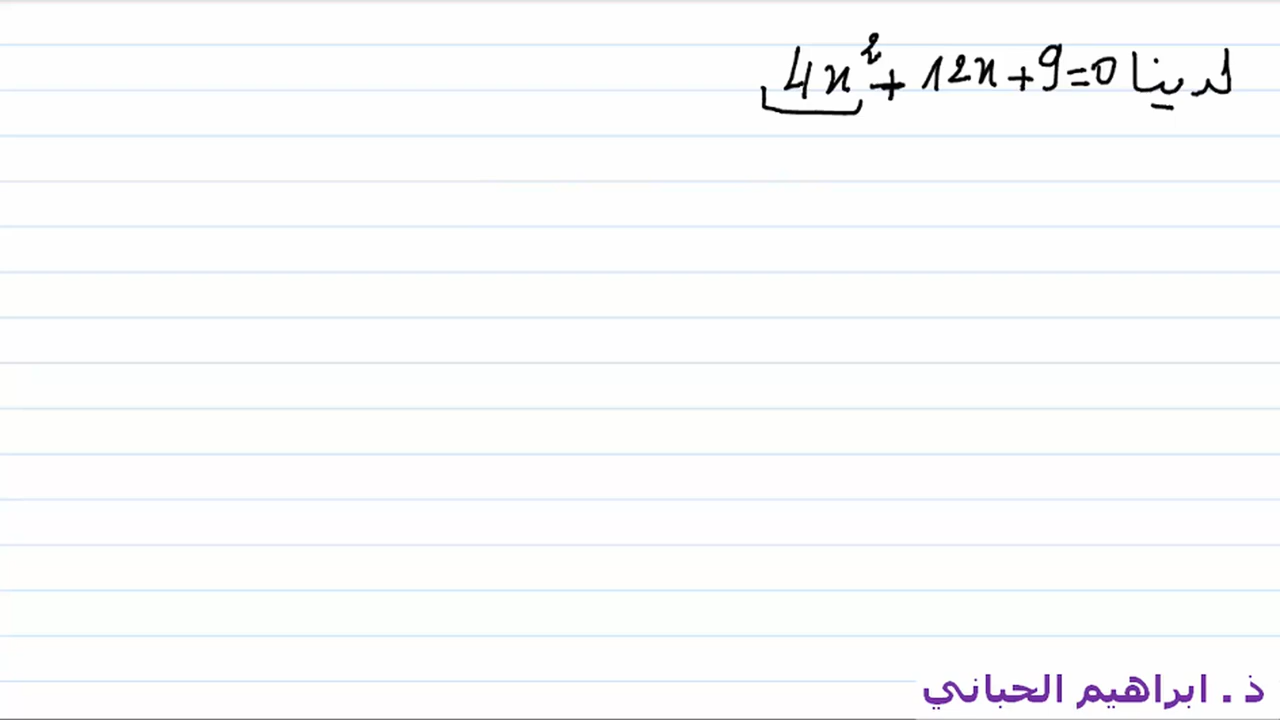 لدينا 4x² + 12x + 9 = 0
ذ . ابراهيم الحباني